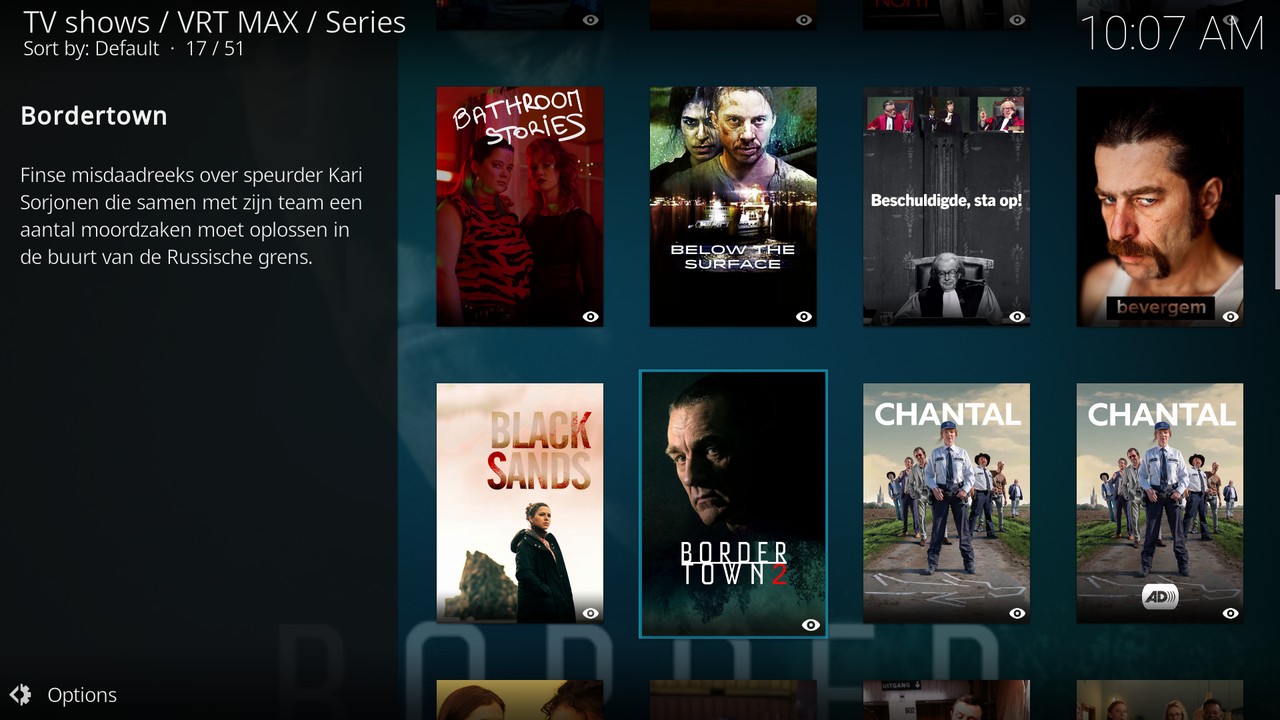 TV shows / VRT MAX / Series
Sort by: Default · 17 / 51
10:07 AM
Bordertown
Finse misdaadreeks over speurder Kari
Sorjonen die samen met zijn team een
aantal moordzaken moet oplossen in
de buurt van de Russische grens.
BATHROOM
STORIES
BELOW THE
SURFACE
Beschuldigde, sta op!
bevergem
BLACK
SANDS
BORDER
TOWN 2
CHANTAL
CHANTAL
AD
BORDER
UITGANG
Options